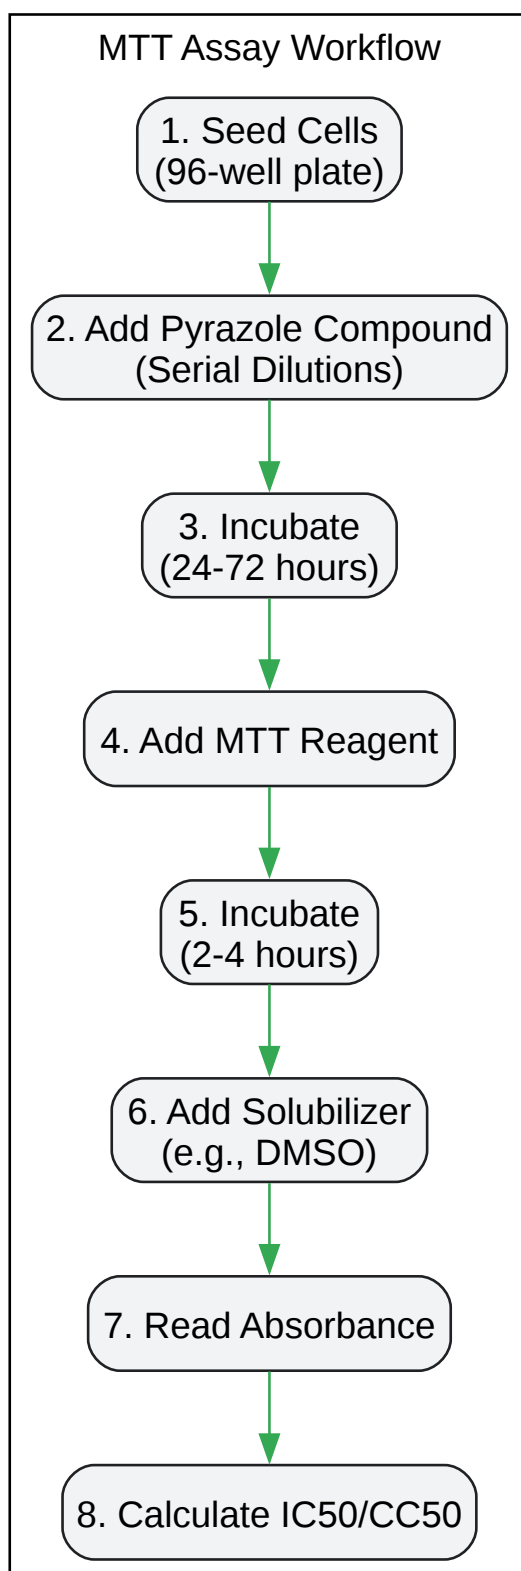 MTT Assay Workflow
1. Seed Cells
(96-well plate)
2. Add Pyrazole Compound
(Serial Dilutions)
3. Incubate
(24-72 hours)
4. Add MTT Reagent
5. Incubate
(2-4 hours)
6. Add Solubilizer
(e.g., DMSO)
7. Read Absorbance
8. Calculate IC50/CC50